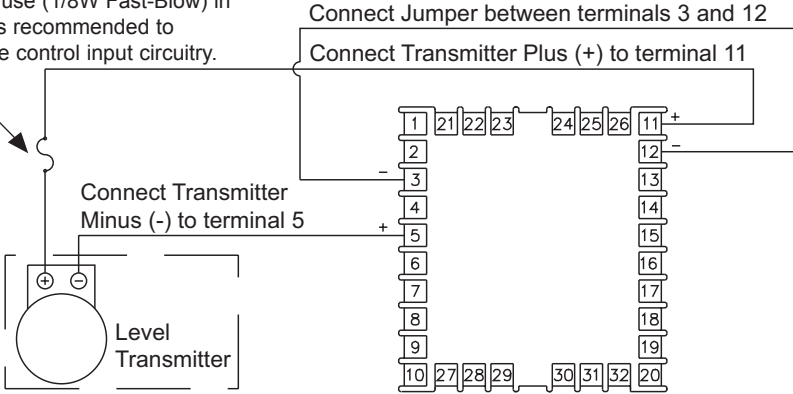 use (1/8W Fast-Blow) in
s recommended to
e control input circuitry.
Connect Jumper between terminals 3 and 12
Connect Transmitter Plus (+) to terminal 11
1 21 22 23 24 25 26 11 +
2 12 −
− 3 13
Connect Transmitter
Minus (-) to terminal 5
4 14
+ 5 15
6 16
7 17
8 18
9 19
10 27 28 29 30 31 32 20
+ −
Level
Transmitter